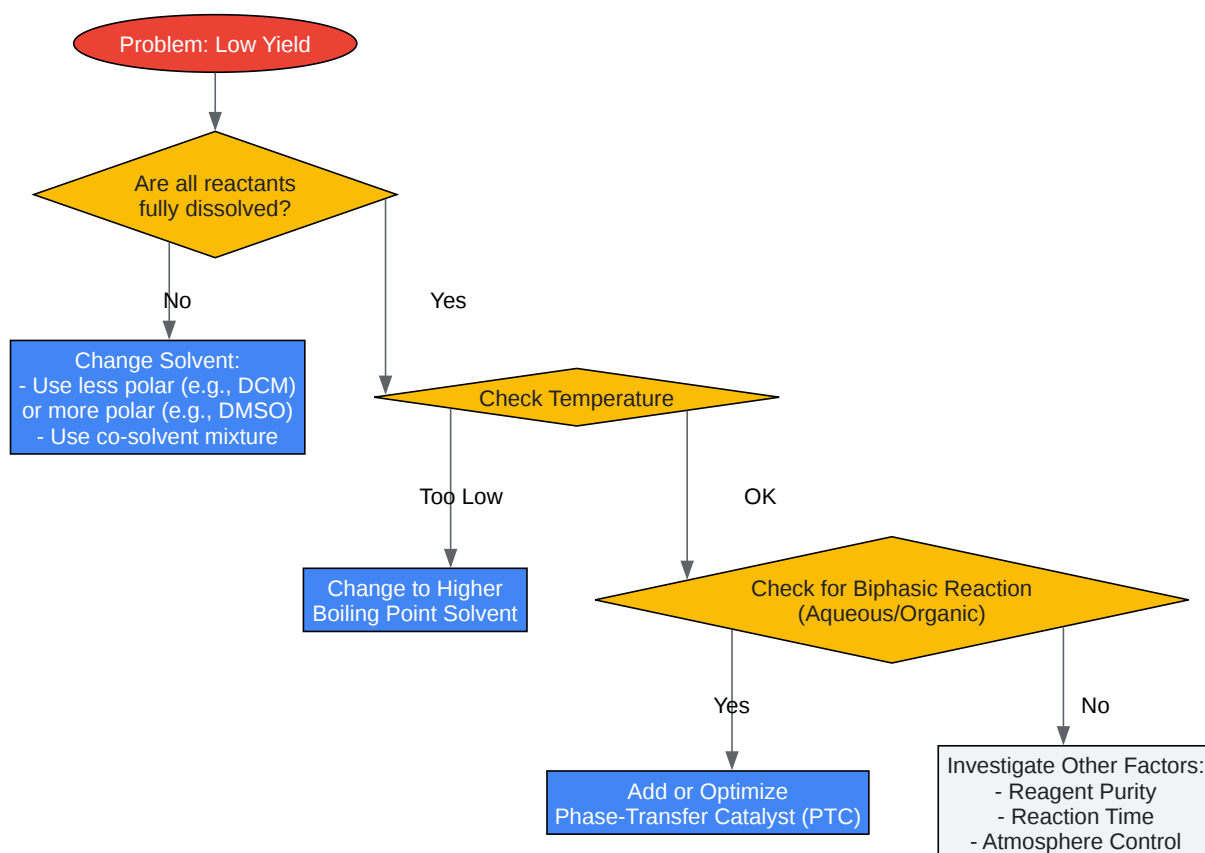 Problem: Low Yield
Are all reactants
fully dissolved?
No
Yes
Change Solvent:
- Use less polar (e.g., DCM)
or more polar (e.g., DMSO)
- Use co-solvent mixture
Check Temperature
Too Low
OK
Change to Higher
Boiling Point Solvent
Check for Biphasic Reaction
(Aqueous/Organic)
Yes
No
Add or Optimize
Phase-Transfer Catalyst (PTC)
Investigate Other Factors:
- Reagent Purity
- Reaction Time
- Atmosphere Control